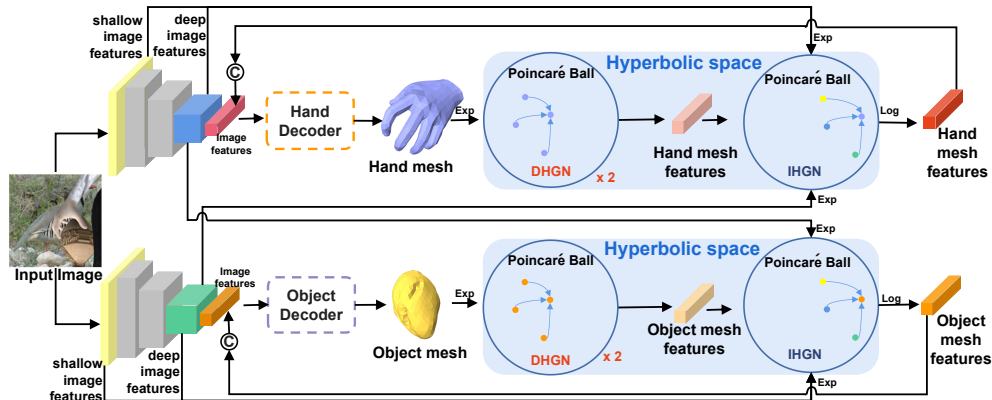 shallow
image
features
deep
image
features
Exp
C
Hyperbolic space
Poincaré Ball
Poincaré Ball
Hand
Decoder
Image
features
Exp
Log
Hand mesh
Hand mesh
features
DHGN
x 2
IHGN
Hand
mesh
features
Exp
Input Image
Exp
Hyperbolic space
Poincaré Ball
Poincaré Ball
Image
features
Object
Decoder
Exp
Log
C
Object mesh
Object mesh
features
DHGN
x 2
IHGN
Object
mesh
features
shallow
image
features
deep
image
features
Exp